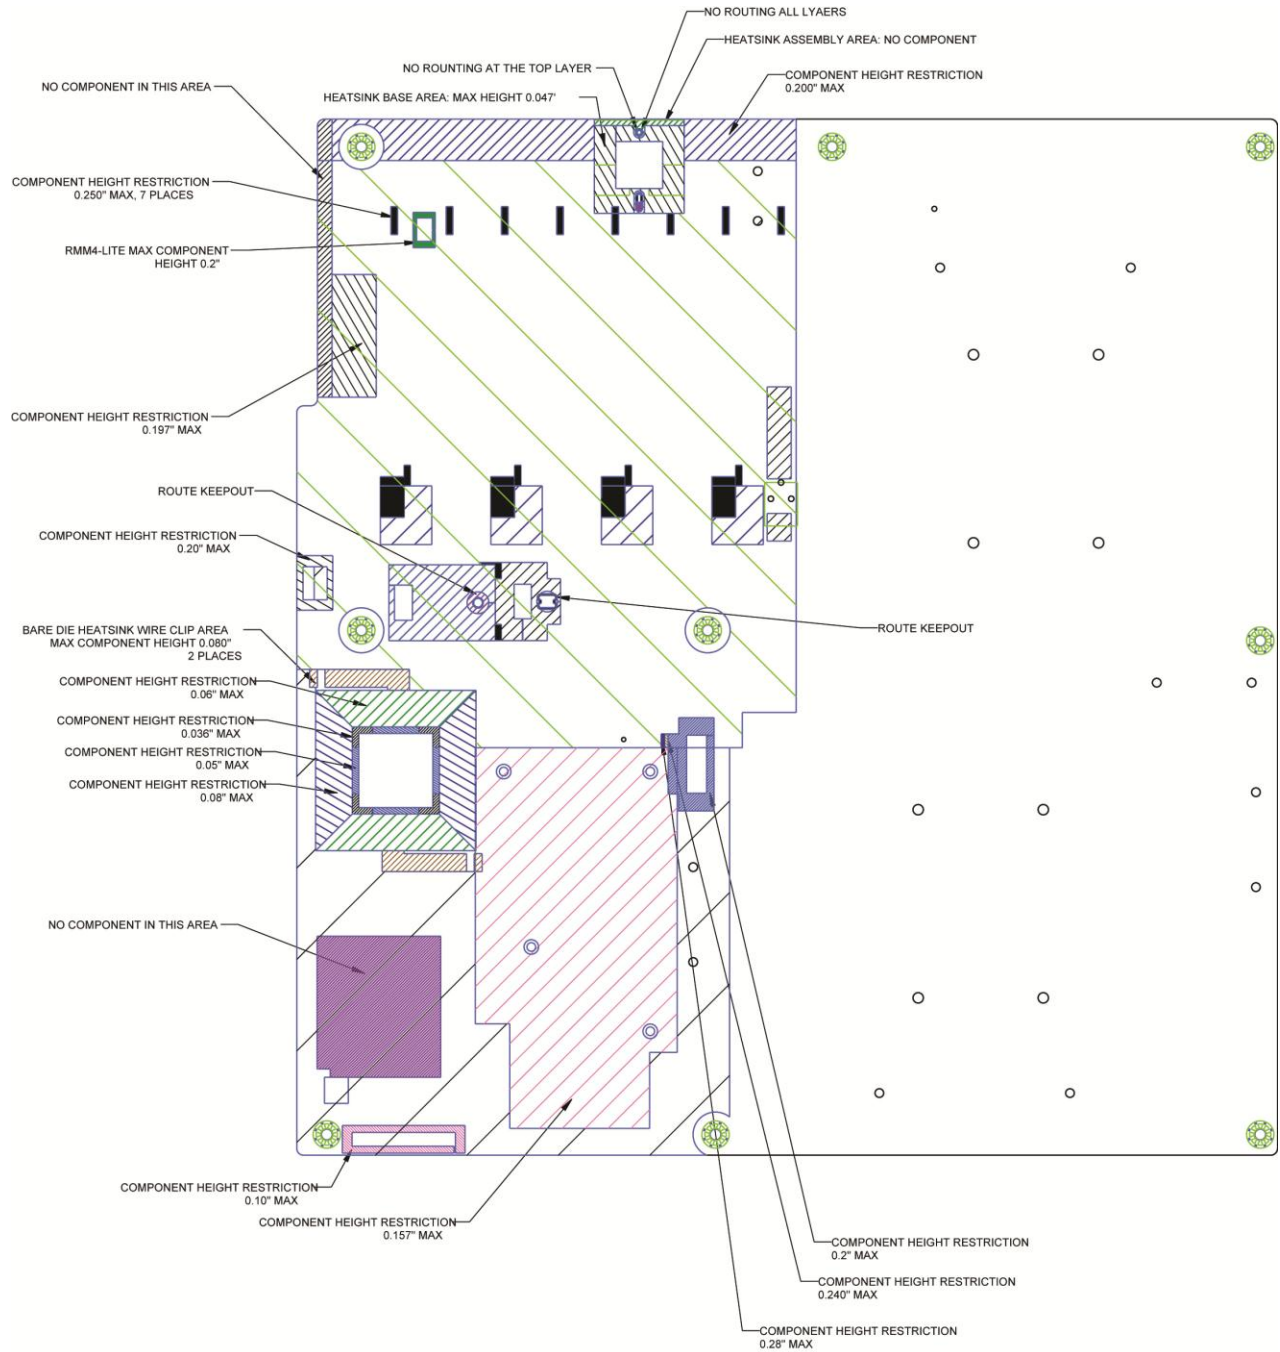 NO ROUTING ALL LYAERS
HEATSINK ASSEMBLY AREA: NO COMPONENT
NO ROUNTING AT THE TOP LAYER
COMPONENT HEIGHT RESTRICTION
0.200" MAX
NO COMPONENT IN THIS AREA
HEATSINK BASE AREA: MAX HEIGHT 0.047'
COMPONENT HEIGHT RESTRICTION
0.250" MAX, 7 PLACES
RMM4-LITE MAX COMPONENT
HEIGHT 0.2"
COMPONENT HEIGHT RESTRICTION
0.197" MAX
ROUTE KEEPOUT
COMPONENT HEIGHT RESTRICTION
0.20" MAX
BARE DIE HEATSINK WIRE CLIP AREA
MAX COMPONENT HEIGHT 0.080"
2 PLACES
ROUTE KEEPOUT
COMPONENT HEIGHT RESTRICTION
0.06" MAX
COMPONENT HEIGHT RESTRICTION
0.036" MAX
COMPONENT HEIGHT RESTRICTION
0.05" MAX
COMPONENT HEIGHT RESTRICTION
0.08" MAX
NO COMPONENT IN THIS AREA
COMPONENT HEIGHT RESTRICTION
0.10" MAX
COMPONENT HEIGHT RESTRICTION
0.157" MAX
COMPONENT HEIGHT RESTRICTION
0.2" MAX
COMPONENT HEIGHT RESTRICTION
0.240" MAX
COMPONENT HEIGHT RESTRICTION
0.28" MAX